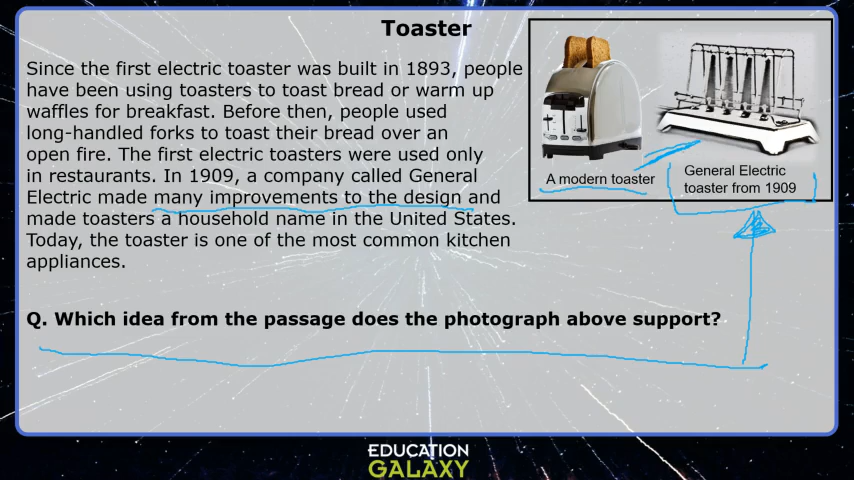 Toaster
Since the first electric toaster was built in 1893, people
have been using toasters to toast bread or warm up
waffles for breakfast. Before then, people used
long-handled forks to toast their bread over an
open fire. The first electric toasters were used only
in restaurants. In 1909, a company called General
Electric made many improvements to the design and
made toasters a household name in the United States.
Today, the toaster is one of the most common kitchen
appliances.
A modern toaster
General Electric
toaster from 1909
Q. Which idea from the passage does the photograph above support?
EDUCATION
GALAXY